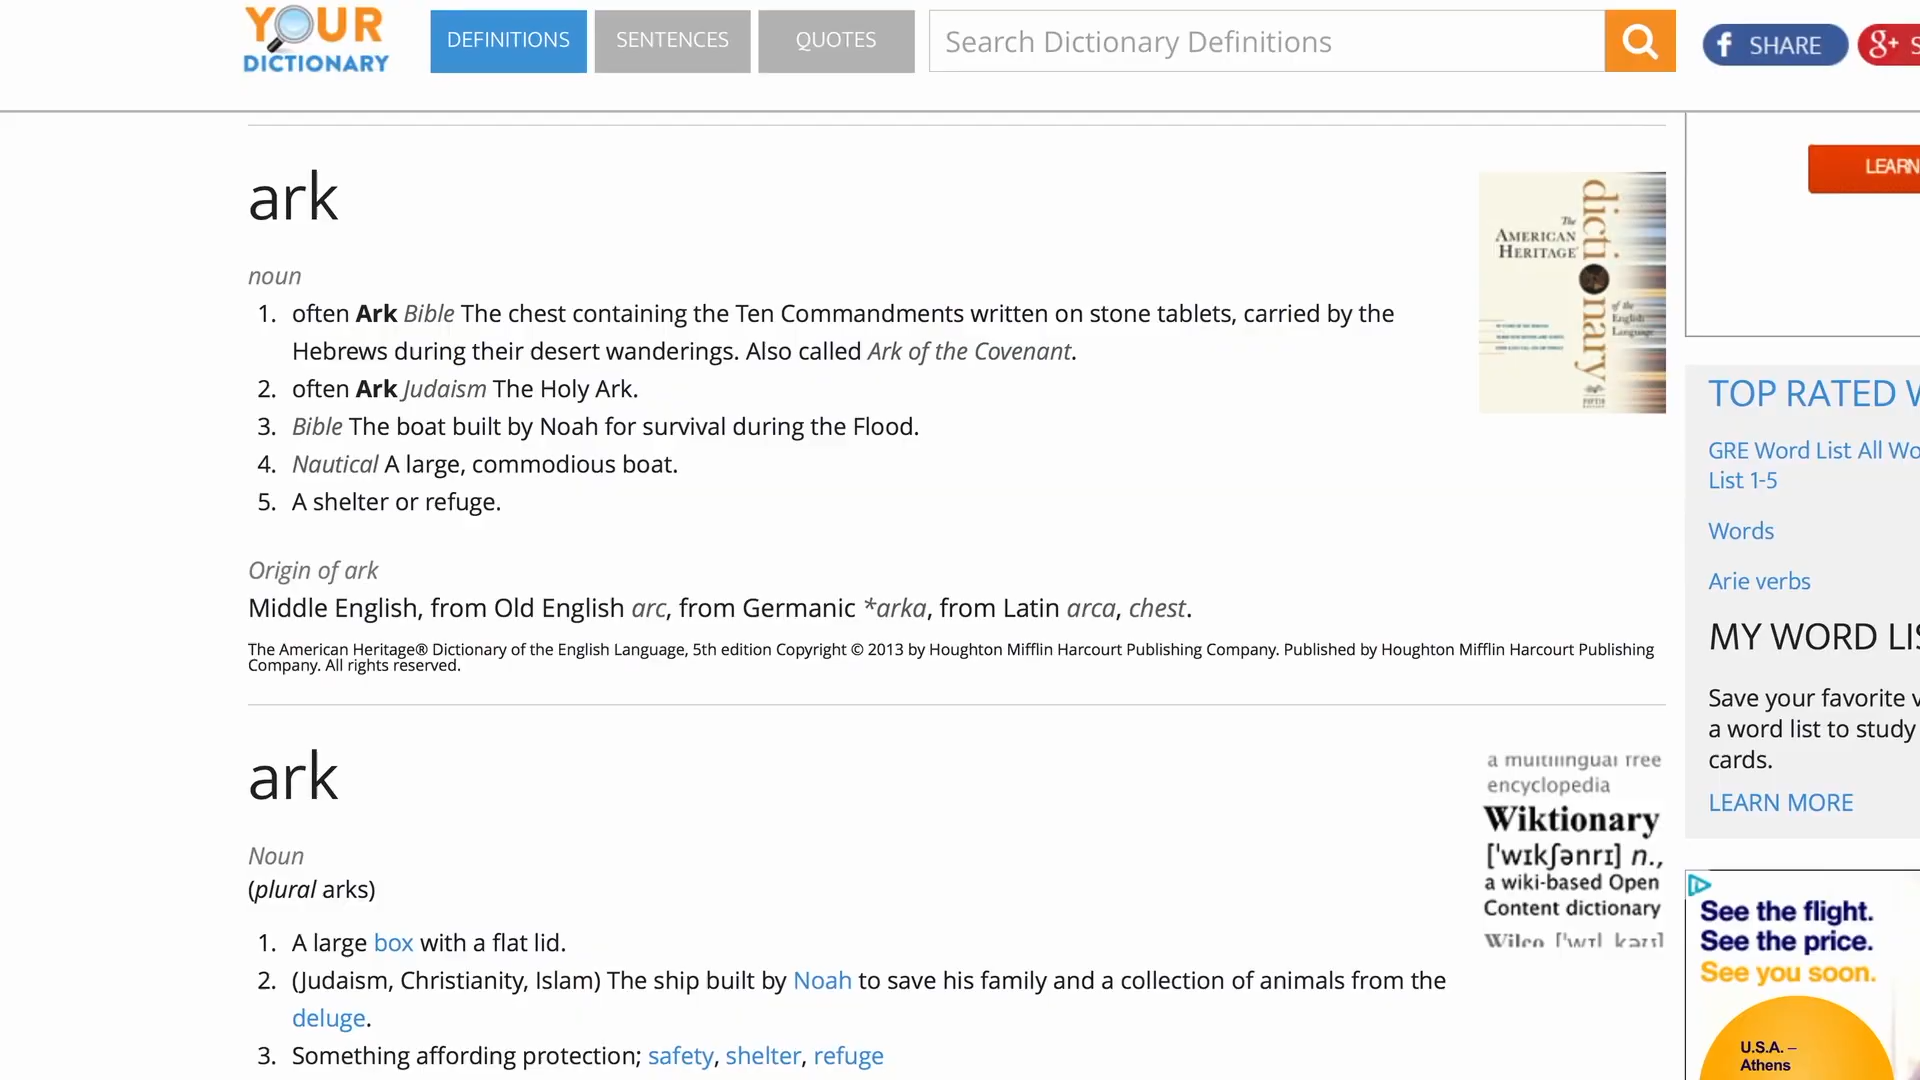 YOUR
DICTIONARY
DEFINITIONS
SENTENCES
QUOTES
Search Dictionary Definitions
SHARE
ark
noun
1. often Ark Bible The chest containing the Ten Commandments written on stone tablets, carried by the
Hebrews during their desert wanderings. Also called Ark of the Covenant.
2. often Ark Judaism The Holy Ark.
3. Bible The boat built by Noah for survival during the Flood.
4. Nautical A large, commodious boat.
5. A shelter or refuge.
Origin of ark
Middle English, from Old English arc, from Germanic *arka, from Latin arca, chest.
The American Heritage® Dictionary of the English Language, 5th edition Copyright © 2013 by Houghton Mifflin Harcourt Publishing Company. Published by Houghton Mifflin Harcourt Publishing
Company. All rights reserved.
The
AMERICAN
HERITAGE
dictionary
of the
English
Language
ark
Noun
(plural arks)
1. A large box with a flat lid.
2. (Judaism, Christianity, Islam) The ship built by Noah to save his family and a collection of animals from the
deluge.
3. Something affording protection; safety, shelter, refuge
a multilingual free
encyclopedia
Wiktionary
['wɪkʃənrɪ] n.,
a wiki-based Open
Content dictionary
LEARN
TOP RATED
GRE Word List All
List 1-5
Words
Arie verbs
MY WORD
Save your favorite
a word list to study
cards.
LEARN MORE
See the flight.
See the price.
See you soon.
U.S.A. –
Athens